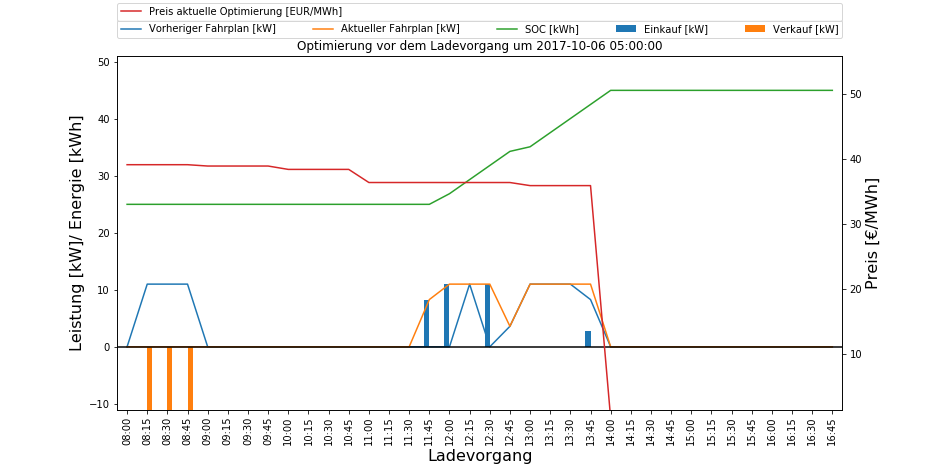 Preis aktuelle Optimierung [EUR/MWh]
Vorheriger Fahrplan [kW] Aktueller Fahrplan [kW] SOC [kWh] Einkauf [kW] Verkauf [kW]
Optimierung vor dem Ladevorgang um 2017-10-06 05:00:00
Leistung [kW]/ Energie [kWh]
50
40
30
20
10
0
−10
50
40
30
20
10
Preis [€/MWh]
08:00 08:15 08:30 08:45 09:00 09:15 09:30 09:45 10:00 10:15 10:30 10:45 11:00 11:15 11:30 11:45 12:00 12:15 12:30 12:45 13:00 13:15 13:30 13:45 14:00 14:15 14:30 14:45 15:00 15:15 15:30 15:45 16:00 16:15 16:30 16:45
Ladevorgang